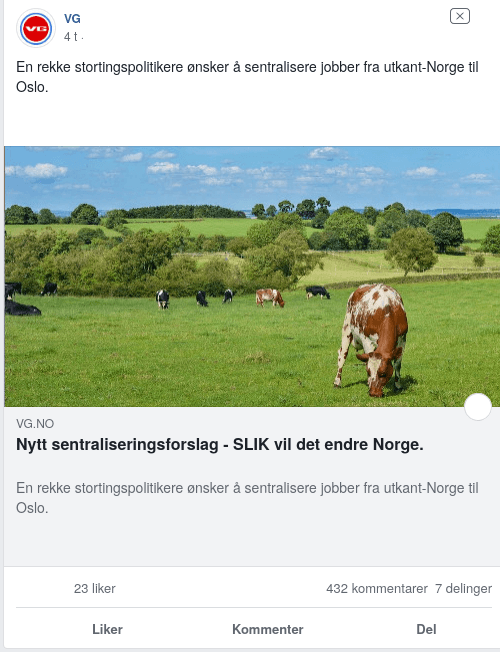 VG
VG
4 t ·
En rekke stortingspolitikere ønsker å sentralisere jobber fra utkant-Norge til
Oslo.
VG.NO
Nytt sentraliseringsforslag - SLIK vil det endre Norge.
En rekke stortingspolitikere ønsker å sentralisere jobber fra utkant-Norge til
Oslo.
23 liker 432 kommentarer 7 delinger
Liker Kommenter Del